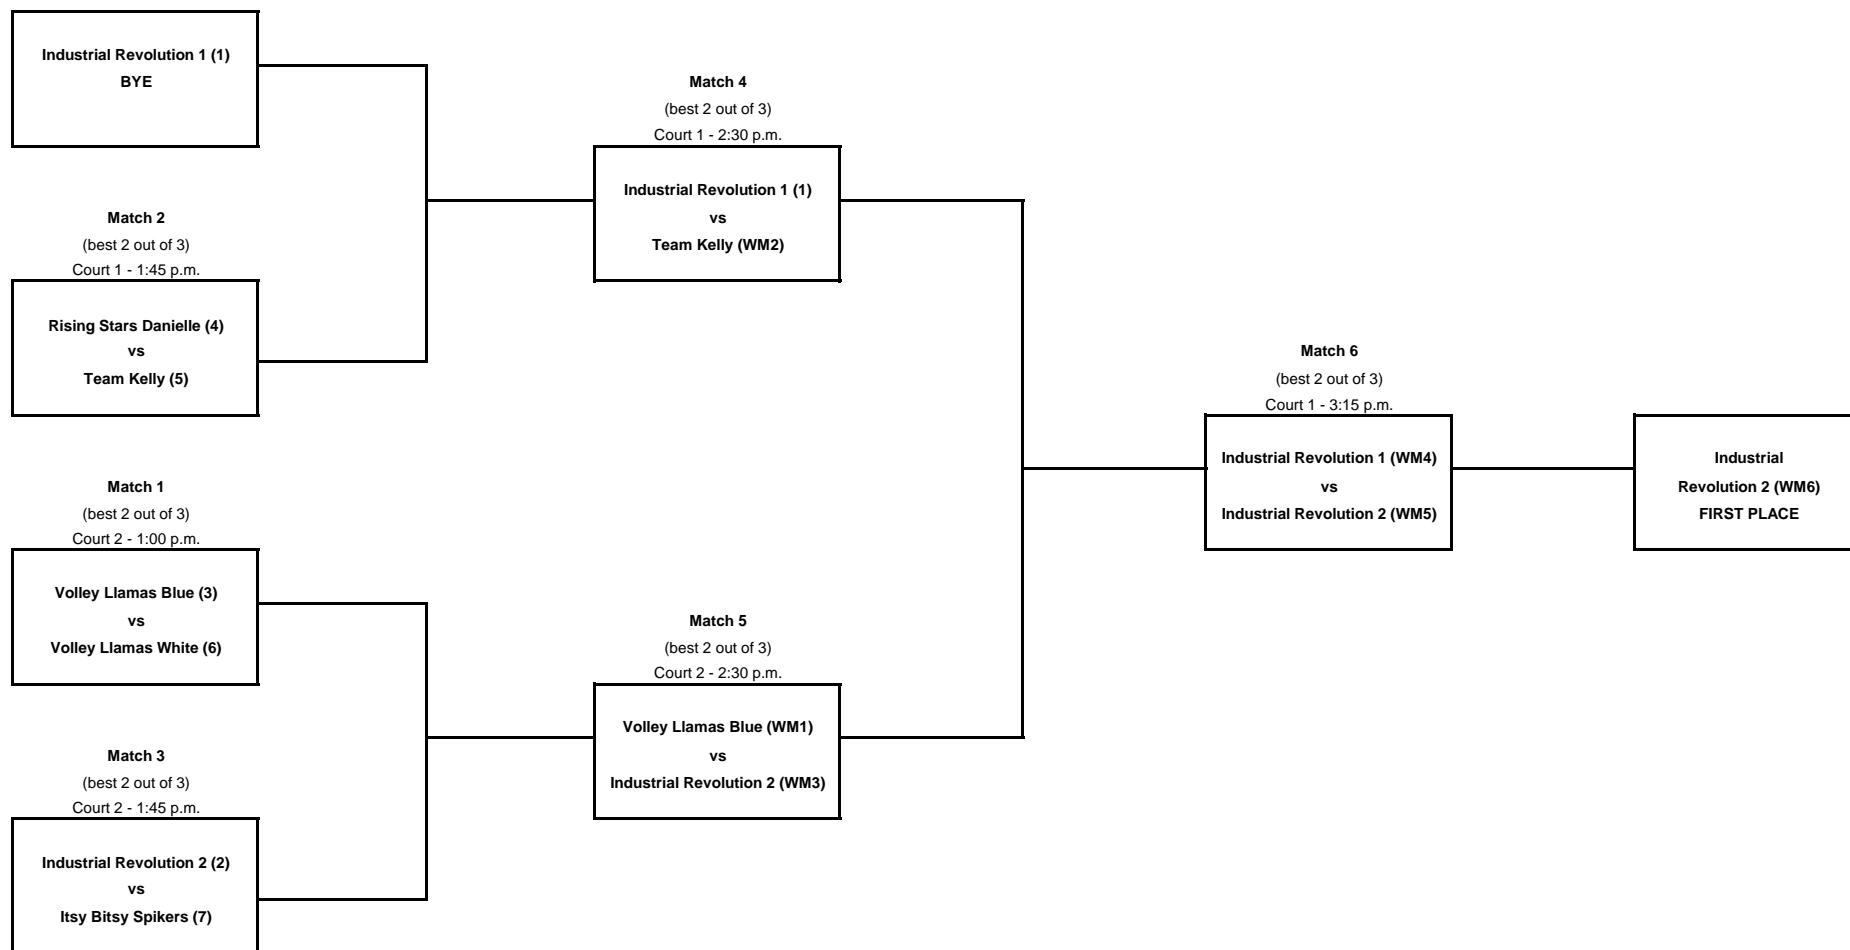 Industrial Revolution 1 (1)
BYE
Match 2
(best 2 out of 3)
Court 1 - 1:45 p.m.
Rising Stars Danielle (4)
vs
Team Kelly (5)
Match 1
(best 2 out of 3)
Court 2 - 1:00 p.m.
Volley Llamas Blue (3)
vs
Volley Llamas White (6)
Match 3
(best 2 out of 3)
Court 2 - 1:45 p.m.
Industrial Revolution 2 (2)
vs
Itsy Bitsy Spikers (7)
Match 4
(best 2 out of 3)
Court 1 - 2:30 p.m.
Industrial Revolution 1 (1)
vs
Team Kelly (WM2)
Match 5
(best 2 out of 3)
Court 2 - 2:30 p.m.
Volley Llamas Blue (WM1)
vs
Industrial Revolution 2 (WM3)
Match 6
(best 2 out of 3)
Court 1 - 3:15 p.m.
Industrial Revolution 1 (WM4)
vs
Industrial Revolution 2 (WM5)
Industrial
Revolution 2 (WM6)
FIRST PLACE